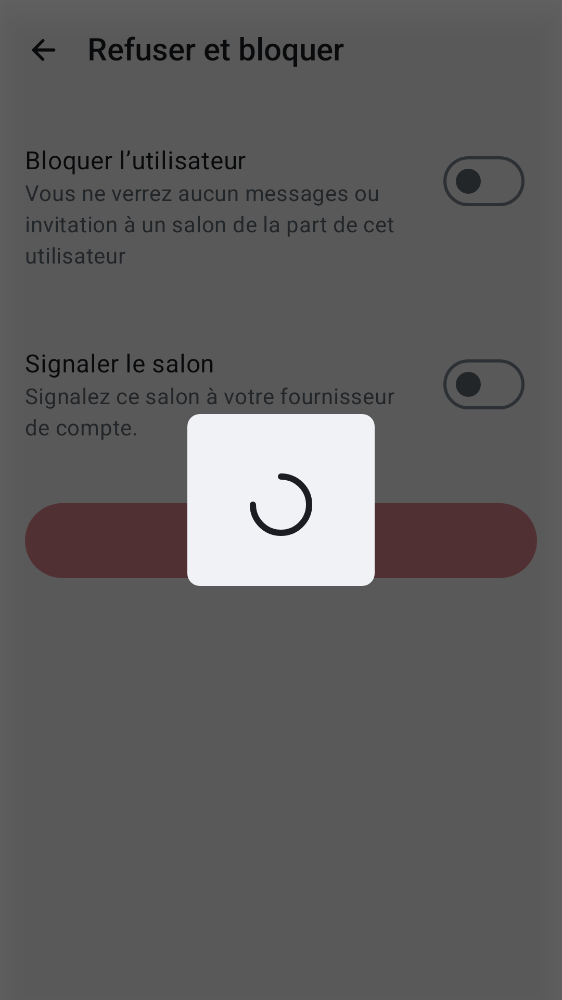 Refuser et bloquer
Bloquer l’utilisateur
Vous ne verrez aucun messages ou
invitation à un salon de la part de cet
utilisateur
Signaler le salon
Signalez ce salon à votre fournisseur
de compte.